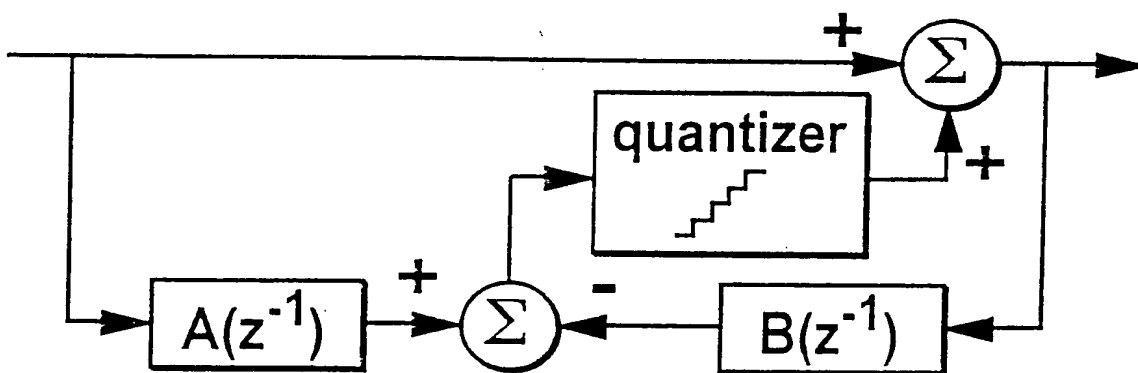 +
Σ
quantizer
+
+
-
A(z⁻¹)
Σ
B(z⁻¹)